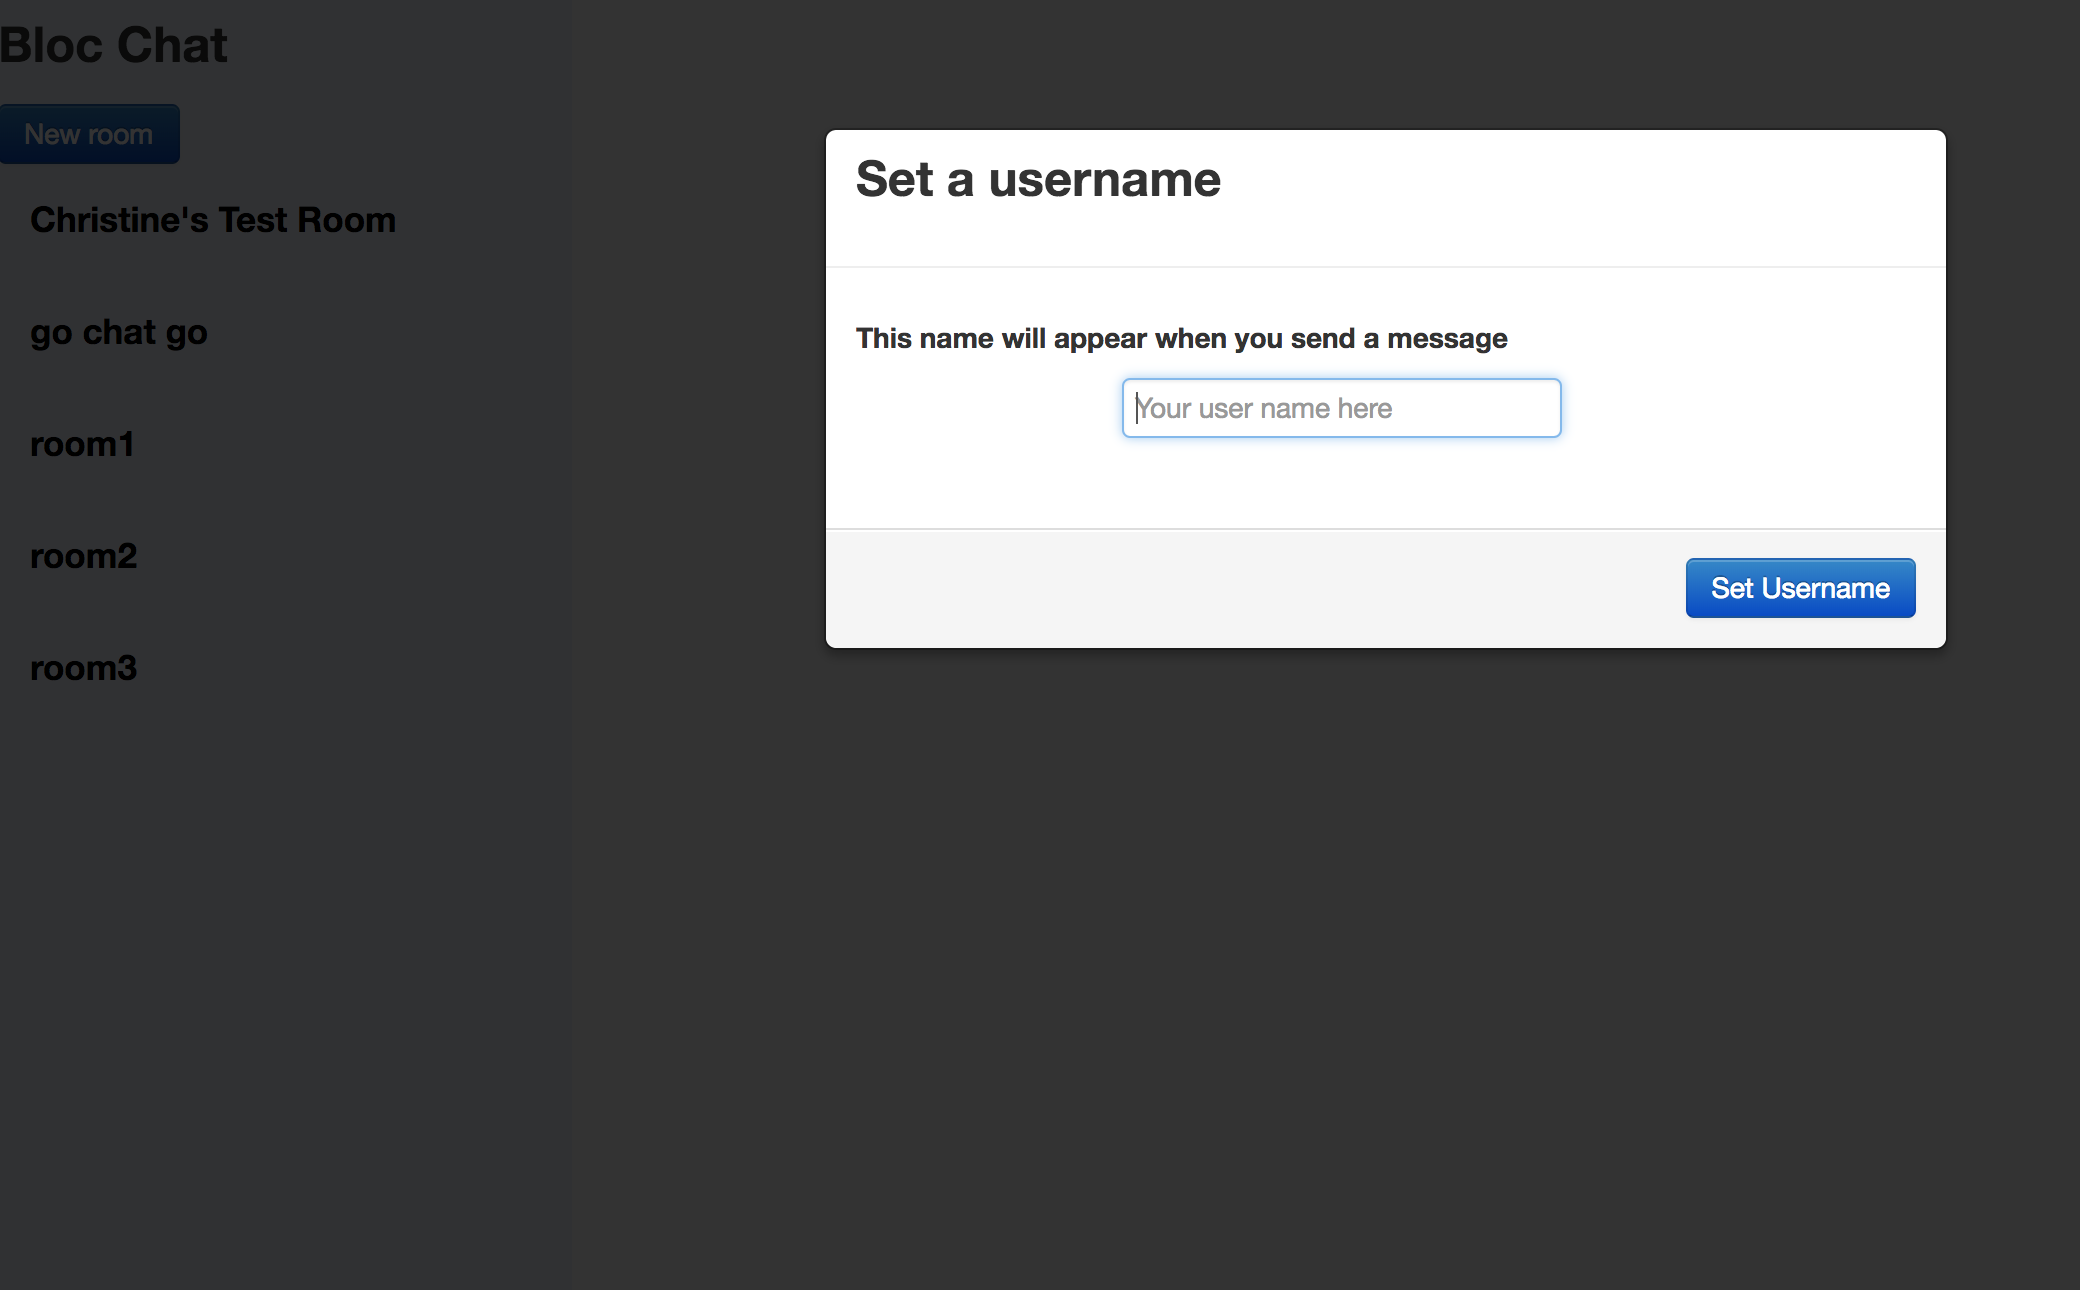 Bloc Chat
New room
Christine's Test Room
go chat go
room1
room2
room3
Set a username
This name will appear when you send a message
Your user name here
Set Username